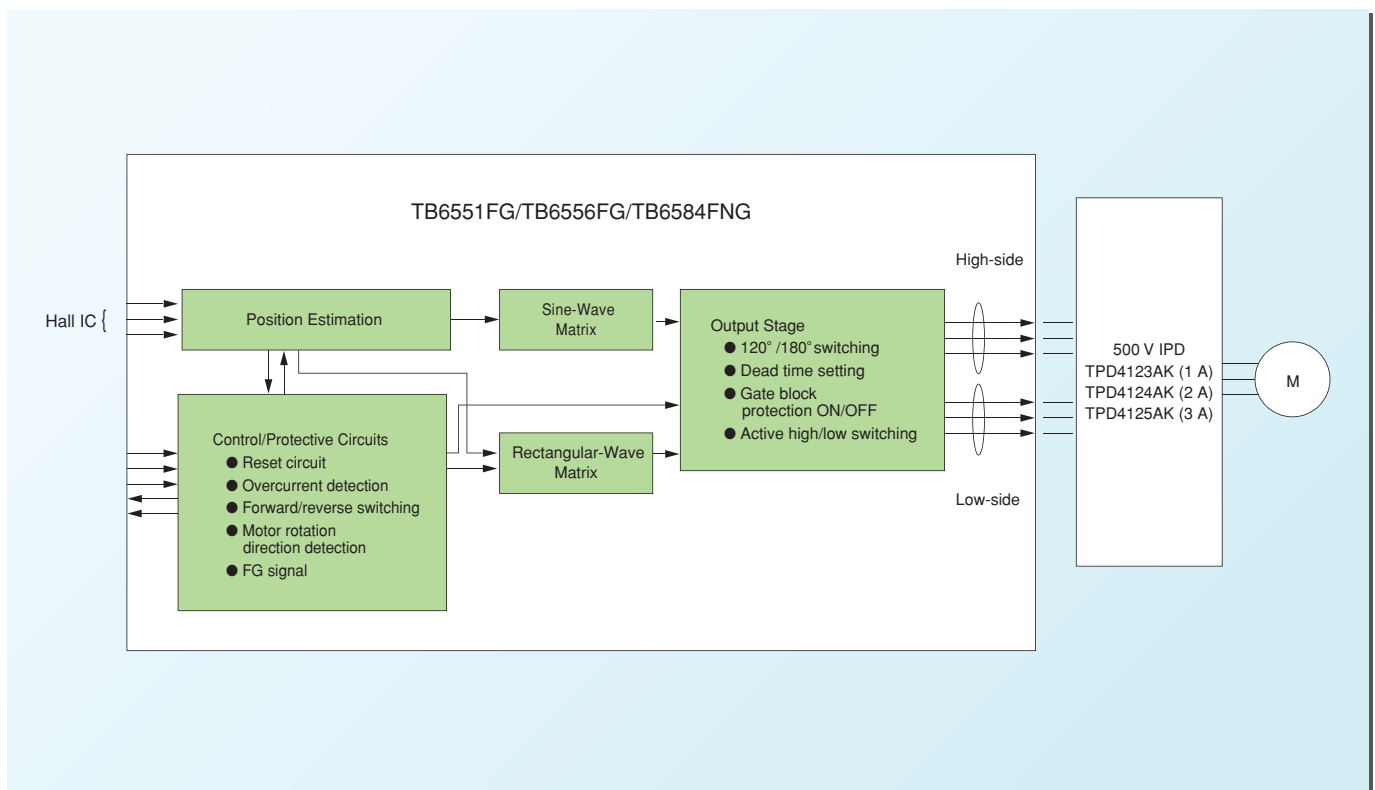 TB6551FG/TB6556FG/TB6584FNG
High-side
Hall IC {
Position Estimation
Sine-Wave
Matrix
Output Stage
● 120° /180° switching
● Dead time setting
● Gate block
protection ON/OFF
● Active high/low switching
500 V IPD
TPD4123AK (1 A)
TPD4124AK (2 A)
TPD4125AK (3 A)
M
Control/Protective Circuits
● Reset circuit
● Overcurrent detection
● Forward/reverse switching
● Motor rotation
direction detection
● FG signal
Rectangular-Wave
Matrix
Low-side